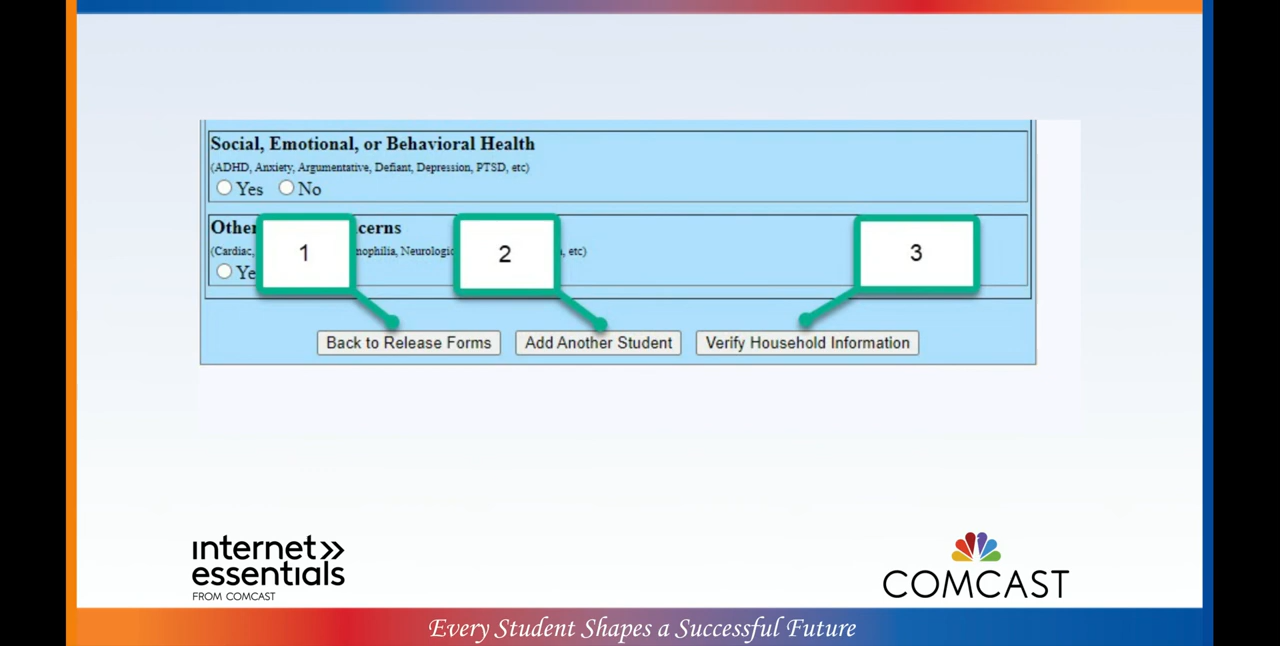 Social, Emotional, or Behavioral Health
(ADHD, Anxiety, Argumentative, Defiant, Depression, PTSD, etc)
Yes No
Other cerns
(Cardiac, mophilia, Neurologic , etc)
Ye
1
2
3
Back to Release Forms
Add Another Student
Verify Household Information
internet
essentials
FROM COMCAST
COMCAST
Every Student Shapes a Successful Future